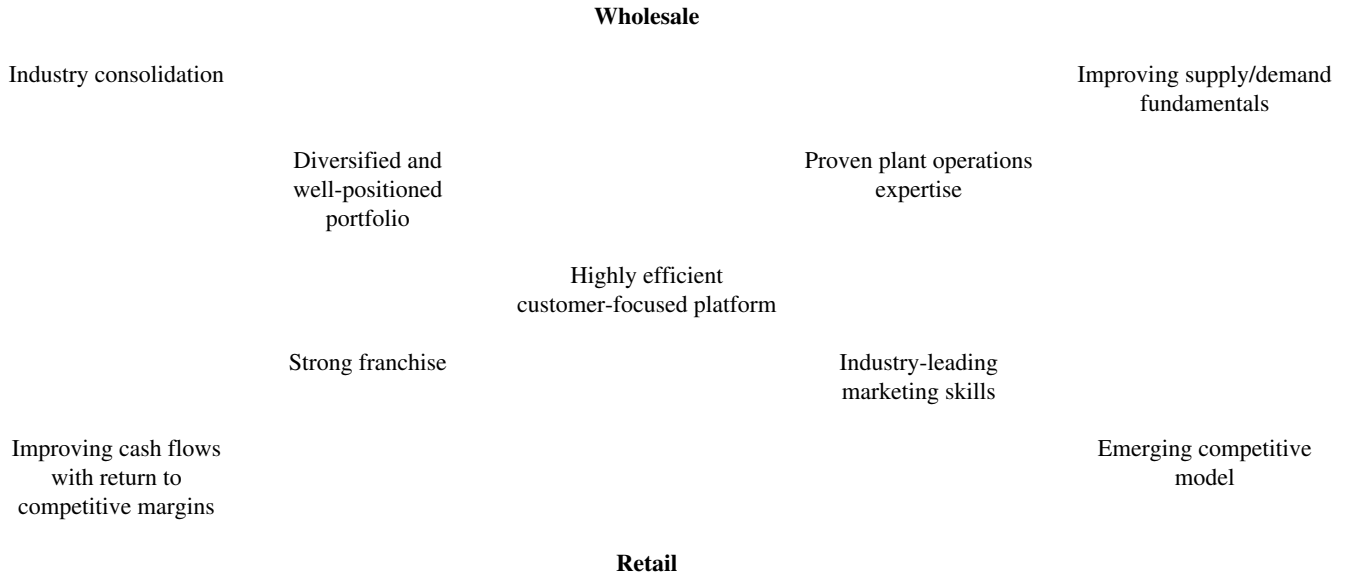 Wholesale
Industry consolidation
Improving supply/demand
fundamentals
Diversified and
well-positioned
portfolio
Proven plant operations
expertise
Highly efficient
customer-focused platform
Strong franchise
Industry-leading
marketing skills
Improving cash flows
with return to
competitive margins
Emerging competitive
model
Retail